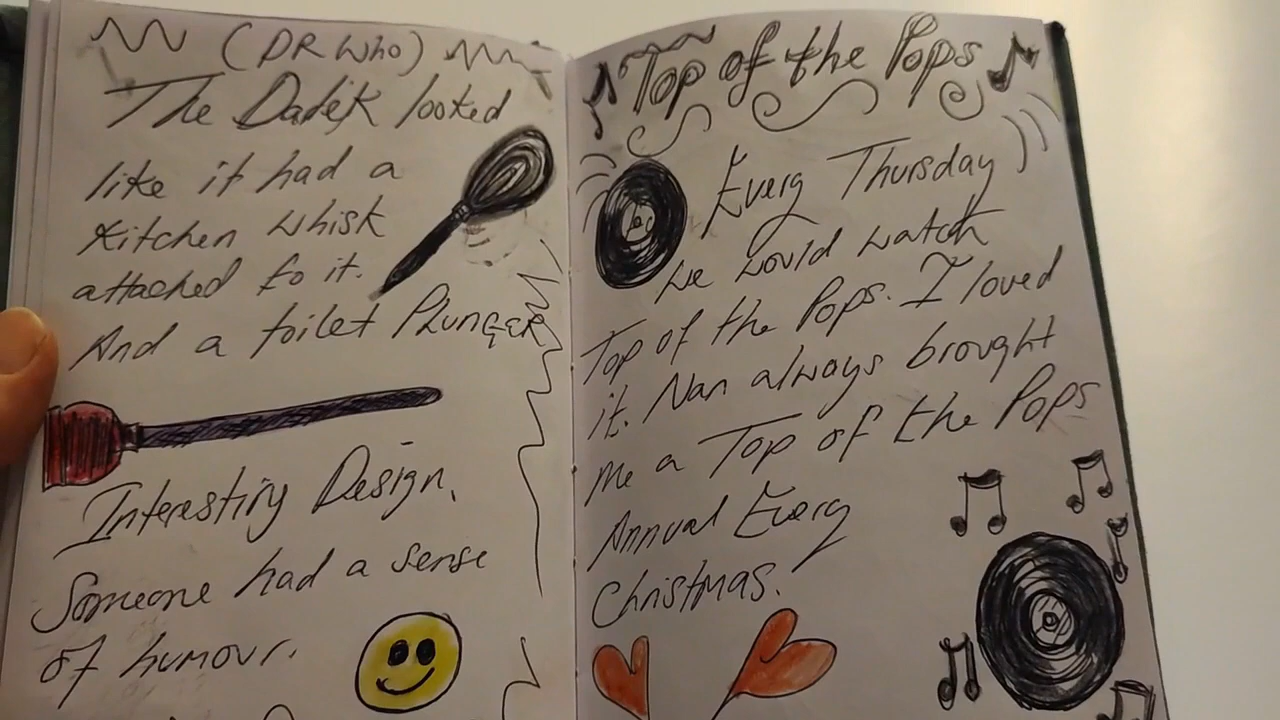 (DR Who)
The Dalek looked
like it had a
Kitchen Whisk
attached to it.
And a toilet PLUNGER
Interesting Design.
Someone had a sense
of humour.
Top of the Pops
Every Thursday
we would watch
Top of the Pops. I loved
it. Nan always brought
me a Top of the Pops
Annual Every
Christmas.